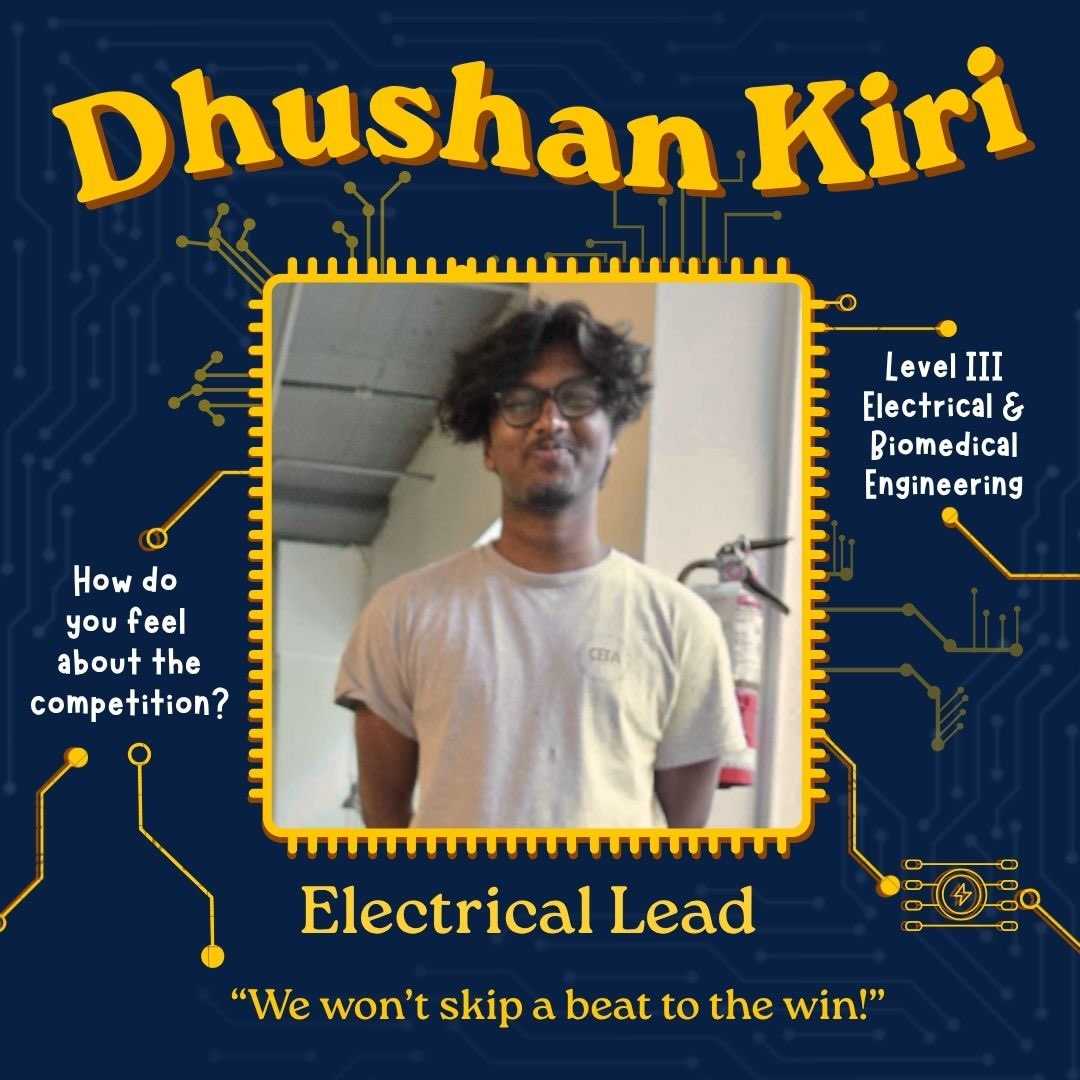 Dhushan Kiri
Level III
Electrical &
Biomedical
Engineering
How do
you feel
about the
competition?
Electrical Lead
“We won’t skip a beat to the win!”